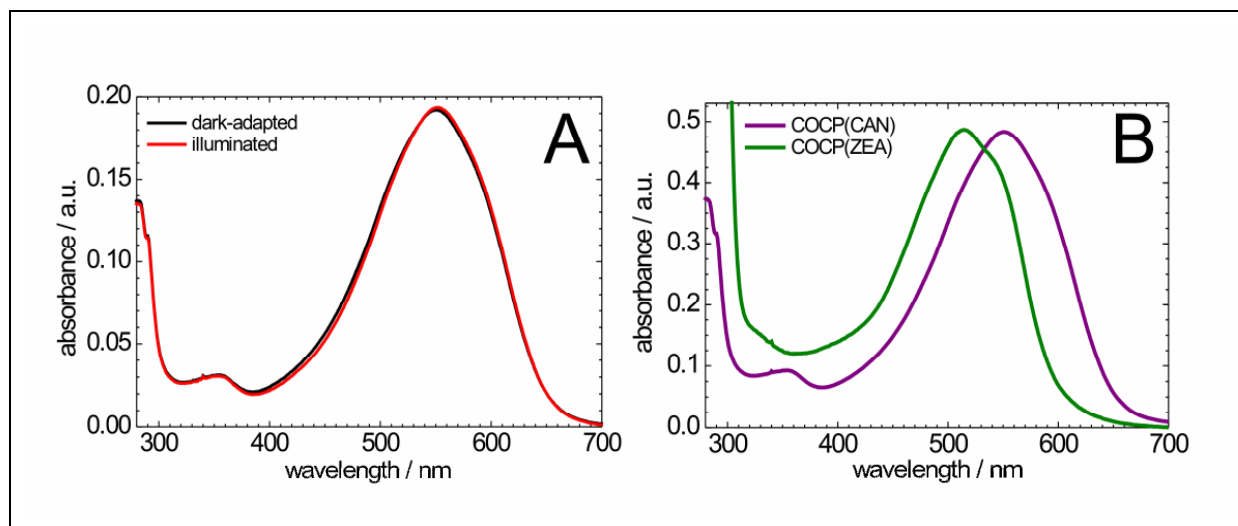 A
dark-adapted
illuminated
absorbance / a.u.
0.20
0.15
0.10
0.05
0.00
300 400 500 600 700
wavelength / nm
B
COCP(CAN)
COCP(ZEA)
absorbance / a.u.
0.5
0.4
0.3
0.2
0.1
0.0
300 400 500 600 700
wavelength / nm